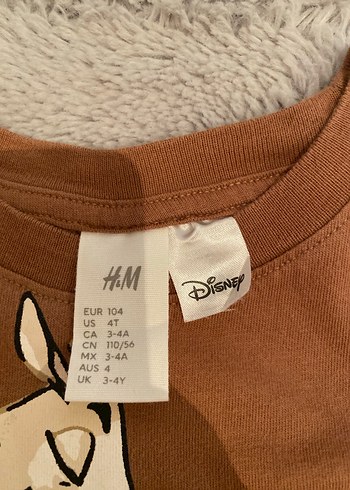 H&M
Disney
EUR 104
US 4T
CA 3-4A
CN 110/56
MX 3-4A
AUS 4
UK 3-4Y